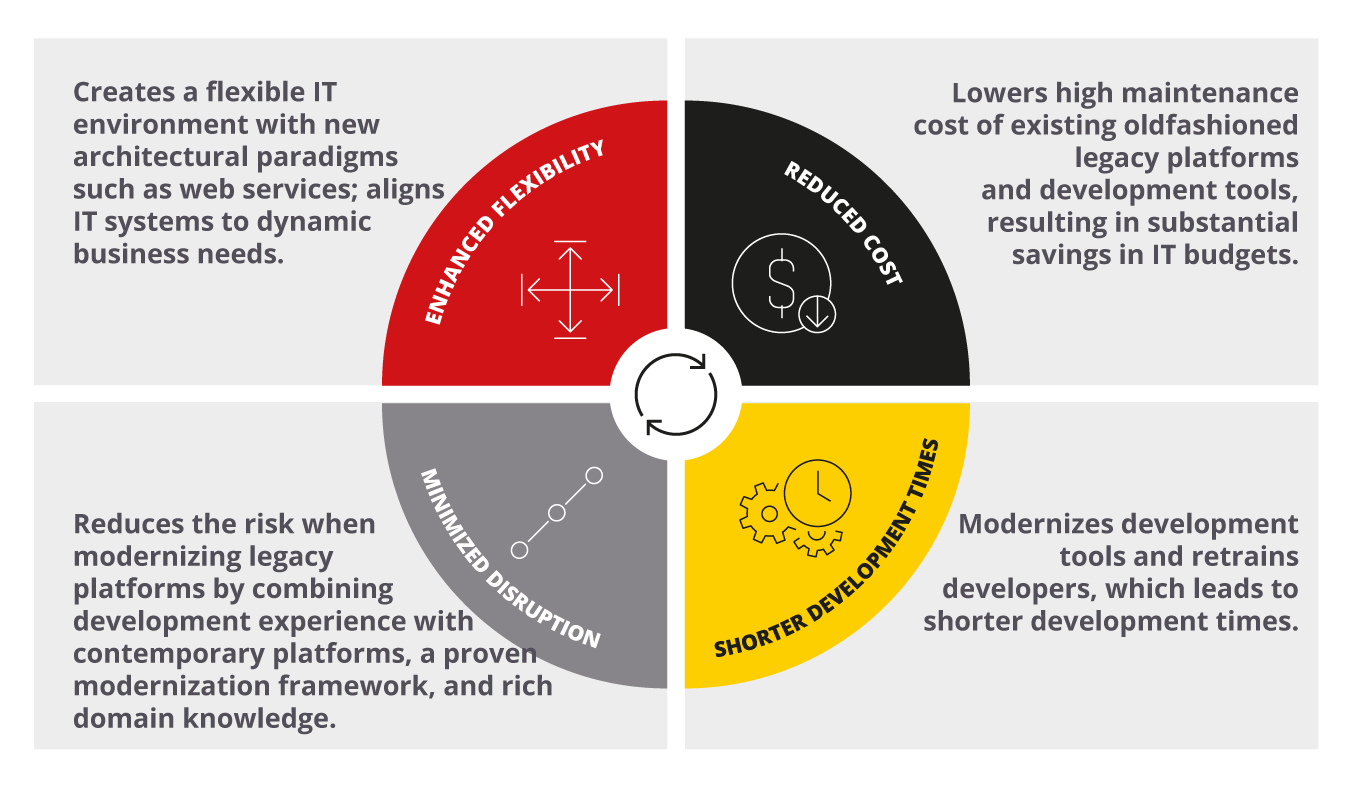 Creates a flexible IT
environment with new
architectural paradigms
such as web services; aligns
IT systems to dynamic
business needs.
ENHANCED FLEXIBILITY
REDUCED COST
$
Lowers high maintenance
cost of existing oldfashioned
legacy platforms
and development tools,
resulting in substantial
savings in IT budgets.
Reduces the risk when
modernizing legacy
platforms by combining
development experience with
contemporary platforms, a proven
modernization framework, and rich
domain knowledge.
MINIMIZED DISRUPTION
SHORTER DEVELOPMENT TIMES
Modernizes development
tools and retrains
developers, which leads to
shorter development times.